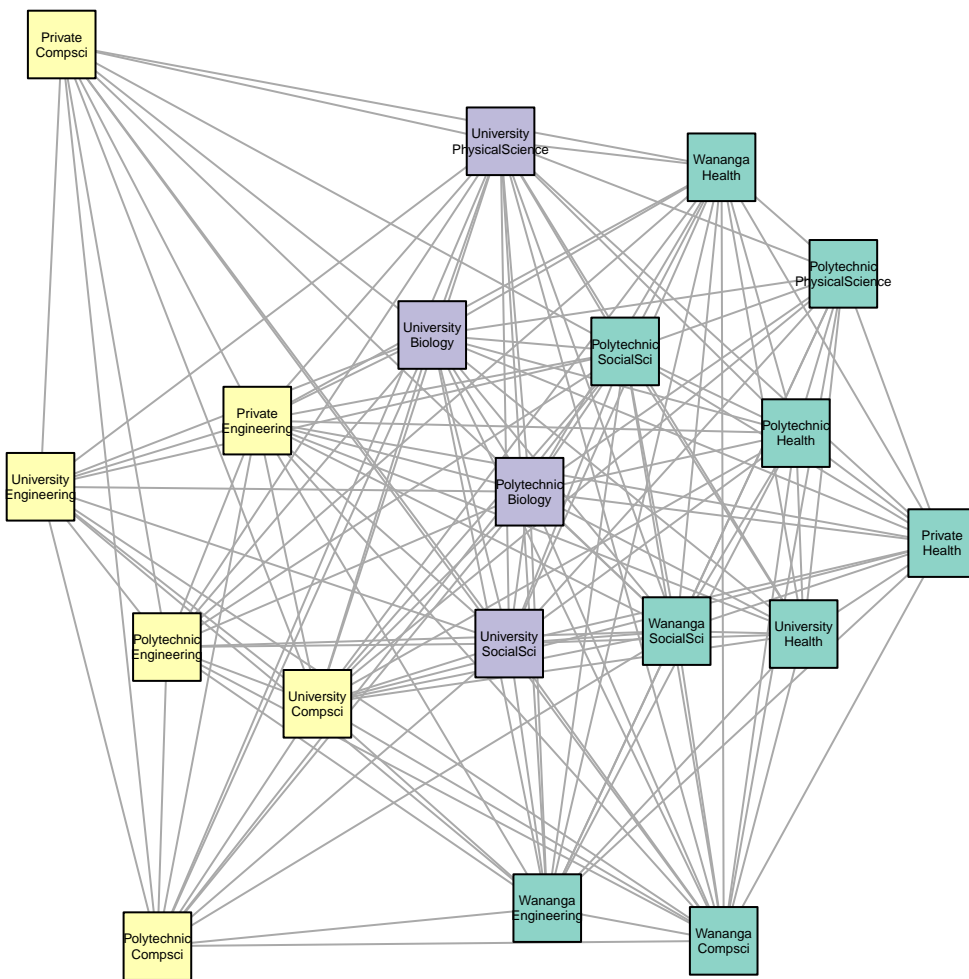 Private
Compsci
University
PhysicalScience
Wananga
Health
Polytechnic
PhysicalScience
University
Biology
Polytechnic
SocialSci
Private
Engineering
Polytechnic
Health
University
Engineering
Polytechnic
Biology
Private
Health
Polytechnic
Engineering
University
SocialSci
Wananga
SocialSci
University
Health
University
Compsci
Wananga
Engineering
Polytechnic
Compsci
Wananga
Compsci